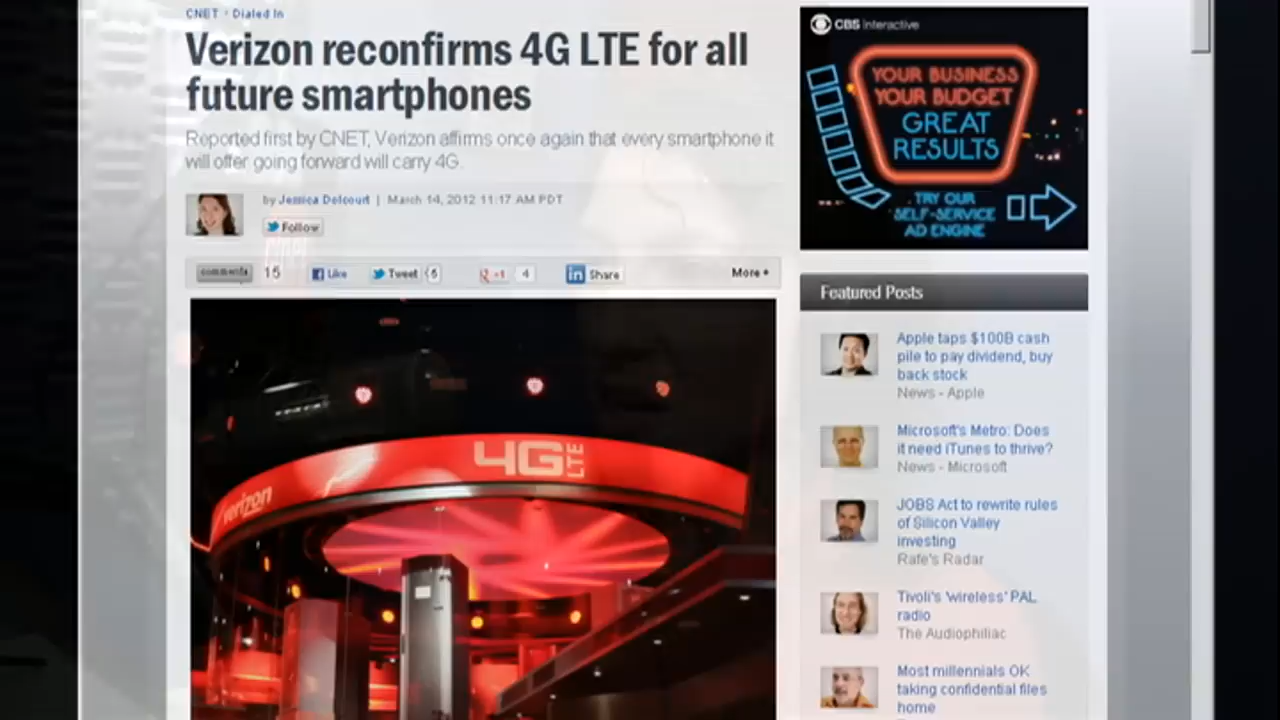 CNET • Dialed In
Verizon reconfirms 4G LTE for all
future smartphones
Reported first by CNET, Verizon affirms once again that every smartphone it
will offer going forward will carry 4G.
by Jessica Dolcourt | March 14, 2012 11:17 AM PDT
Follow
comments 15 Like Tweet 5 +1 4 in Share More +
4G LTE
verizon
CBS Interactive
YOUR BUSINESS
YOUR BUDGET
GREAT
RESULTS
TRY OUR
SELF-SERVICE
AD ENGINE
Featured Posts
Apple taps $100B cash
pile to pay dividend, buy
back stock
News - Apple
Microsoft's Metro: Does
it need iTunes to thrive?
News - Microsoft
JOBS Act to rewrite rules
of Silicon Valley
investing
Rafe's Radar
Tivoli's 'wireless' PAL
radio
The Audiophiliac
Most millennials OK
taking confidential files
home